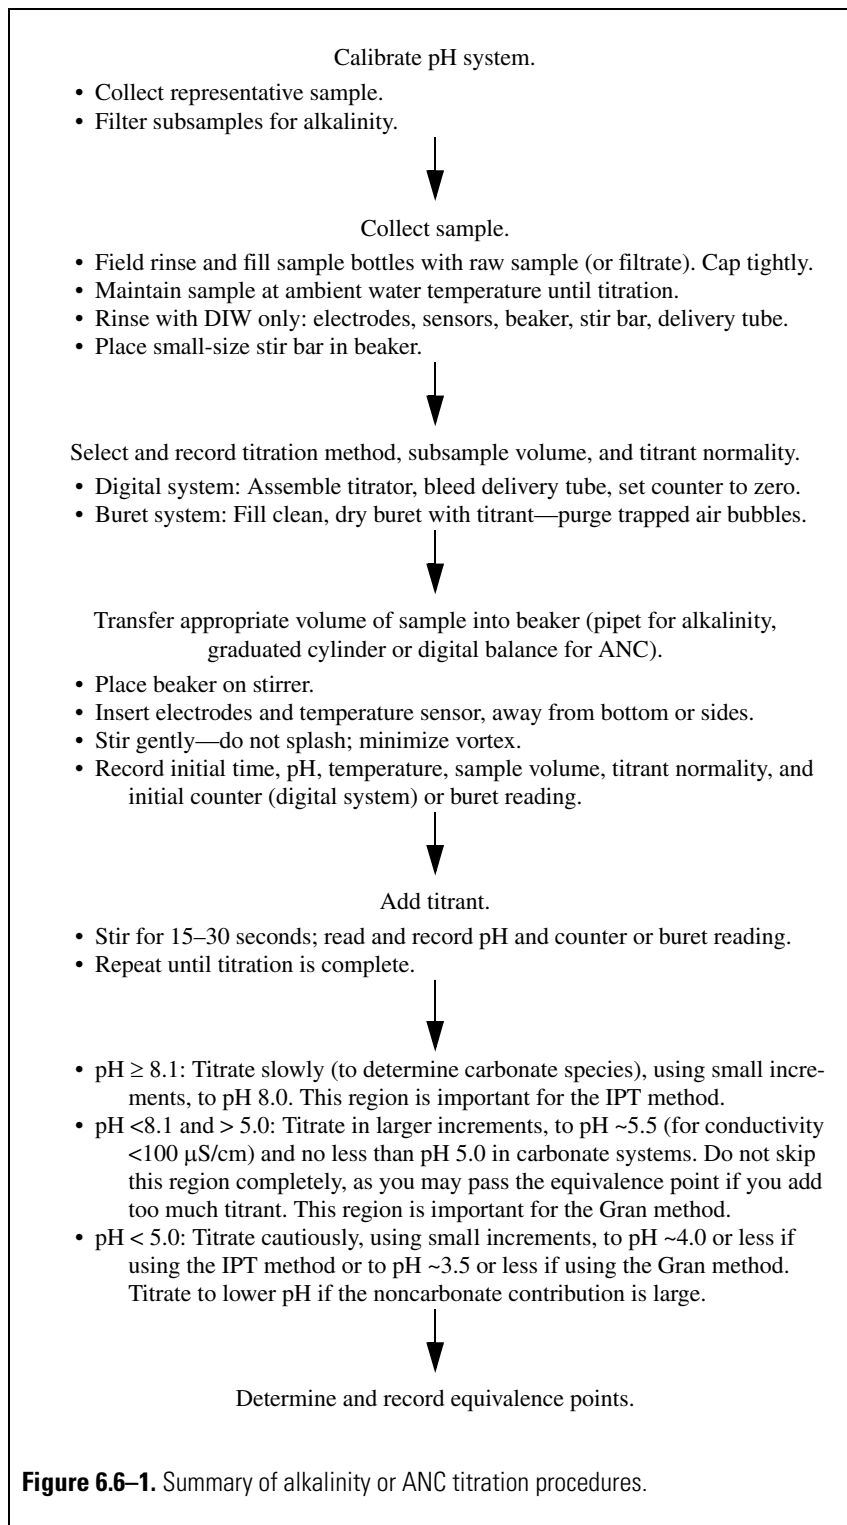 Calibrate pH system.
• Collect representative sample.
• Filter subsamples for alkalinity.
Collect sample.
• Field rinse and fill sample bottles with raw sample (or filtrate). Cap tightly.
• Maintain sample at ambient water temperature until titration.
• Rinse with DIW only: electrodes, sensors, beaker, stir bar, delivery tube.
• Place small-size stir bar in beaker.
Select and record titration method, subsample volume, and titrant normality.
• Digital system: Assemble titrator, bleed delivery tube, set counter to zero.
• Buret system: Fill clean, dry buret with titrant—purge trapped air bubbles.
Transfer appropriate volume of sample into beaker (pipet for alkalinity,
graduated cylinder or digital balance for ANC).
• Place beaker on stirrer.
• Insert electrodes and temperature sensor, away from bottom or sides.
• Stir gently—do not splash; minimize vortex.
• Record initial time, pH, temperature, sample volume, titrant normality, and
initial counter (digital system) or buret reading.
Add titrant.
• Stir for 15–30 seconds; read and record pH and counter or buret reading.
• Repeat until titration is complete.
• pH ≥ 8.1: Titrate slowly (to determine carbonate species), using small incre-
ments, to pH 8.0. This region is important for the IPT method.
• pH <8.1 and > 5.0: Titrate in larger increments, to pH ~5.5 (for conductivity
<100 μS/cm) and no less than pH 5.0 in carbonate systems. Do not skip
this region completely, as you may pass the equivalence point if you add
too much titrant. This region is important for the Gran method.
• pH < 5.0: Titrate cautiously, using small increments, to pH ~4.0 or less if
using the IPT method or to pH ~3.5 or less if using the Gran method.
Titrate to lower pH if the noncarbonate contribution is large.
Determine and record equivalence points.
Figure 6.6–1. Summary of alkalinity or ANC titration procedures.